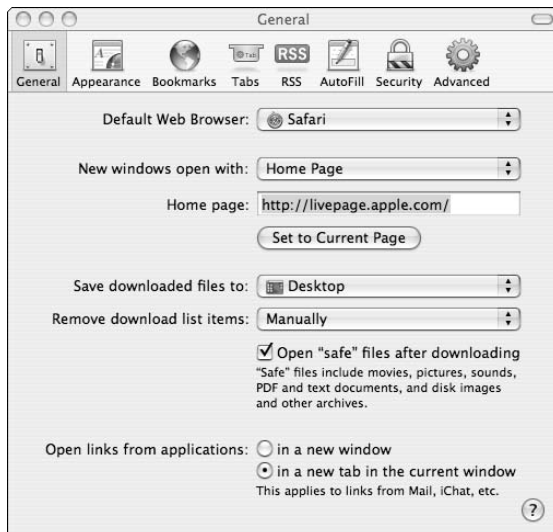 General
General Appearance Bookmarks Tabs RSS AutoFill Security Advanced
Default Web Browser: Safari
New windows open with: Home Page
Home page: http://livepage.apple.com/
Set to Current Page
Save downloaded files to: Desktop
Remove download list items: Manually
Open “safe” files after downloading
“Safe” files include movies, pictures, sounds,
PDF and text documents, and disk images
and other archives.
Open links from applications: in a new window
in a new tab in the current window
This applies to links from Mail, iChat, etc.
?